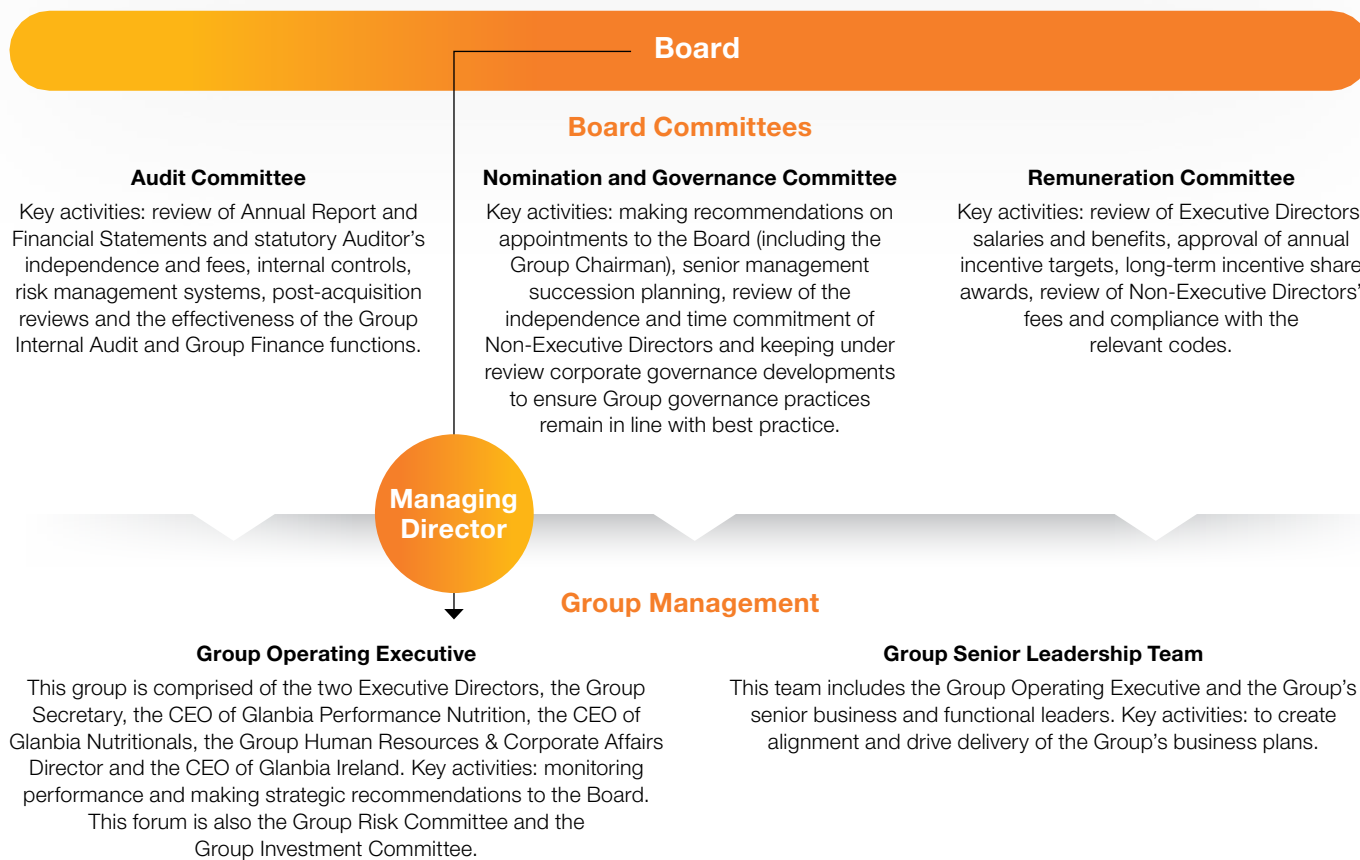 Board
Board Committees
Audit Committee
Key activities: review of Annual Report and
Financial Statements and statutory Auditor's
independence and fees, internal controls,
risk management systems, post-acquisition
reviews and the effectiveness of the Group
Internal Audit and Group Finance functions.
Nomination and Governance Committee
Key activities: making recommendations on
appointments to the Board (including the
Group Chairman), senior management
succession planning, review of the
independence and time commitment of
Non-Executive Directors and keeping under
review corporate governance developments
to ensure Group governance practices
remain in line with best practice.
Remuneration Committee
Key activities: review of Executive Directors
salaries and benefits, approval of annual
incentive targets, long-term incentive share
awards, review of Non-Executive Directors'
fees and compliance with the
relevant codes.
Managing
Director
Group Management
Group Operating Executive
This group is comprised of the two Executive Directors, the Group
Secretary, the CEO of Glanbia Performance Nutrition, the CEO of
Glanbia Nutritionals, the Group Human Resources & Corporate Affairs
Director and the CEO of Glanbia Ireland. Key activities: monitoring
performance and making strategic recommendations to the Board.
This forum is also the Group Risk Committee and the
Group Investment Committee.
Group Senior Leadership Team
This team includes the Group Operating Executive and the Group's
senior business and functional leaders. Key activities: to create
alignment and drive delivery of the Group's business plans.